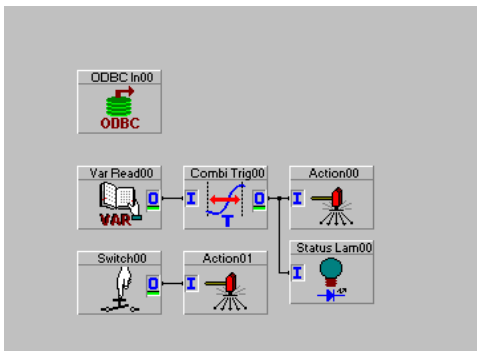 ODBC In00
ODBC
Var Read00
Combi Trig00
Action00
VAR
O
I
T
O
I
Status Lam00
I
Switch00
Action01
O
I